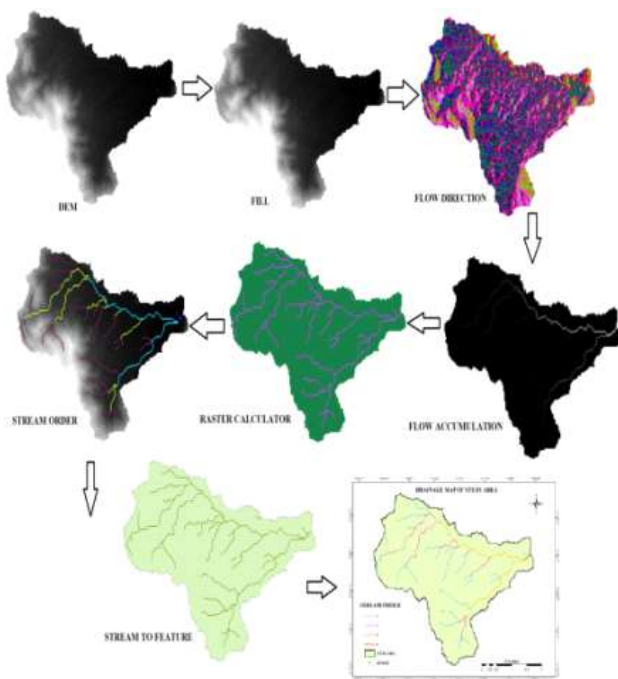 DEM
FILL
FLOW DIRECTION
STREAM ORDER
RASTER CALCULATOR
FLOW ACCUMULATION
STREAM TO FEATURE
DRAINAGE MAP OF STUDY AREA
STREAM ORDER